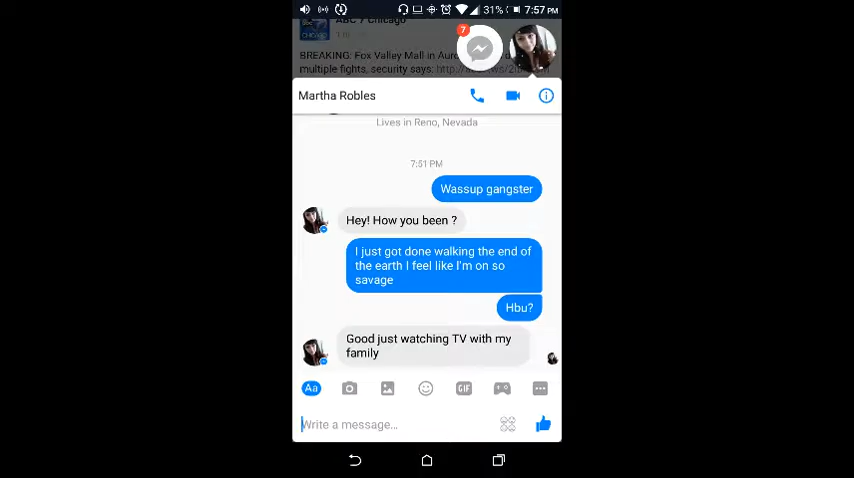 31%
7:57 PM
ABC 7 Chicago
7
BREAKING: Fox Valley Mall in
multiple fights, security says:
Martha Robles
Lives in Reno, Nevada
7:51 PM
Wassup gangster
Hey! How you been ?
I just got done walking the end of
the earth I feel like I'm on so
savage
Hbu?
Good just watching TV with my
family
Aa
GIF
Write a message...